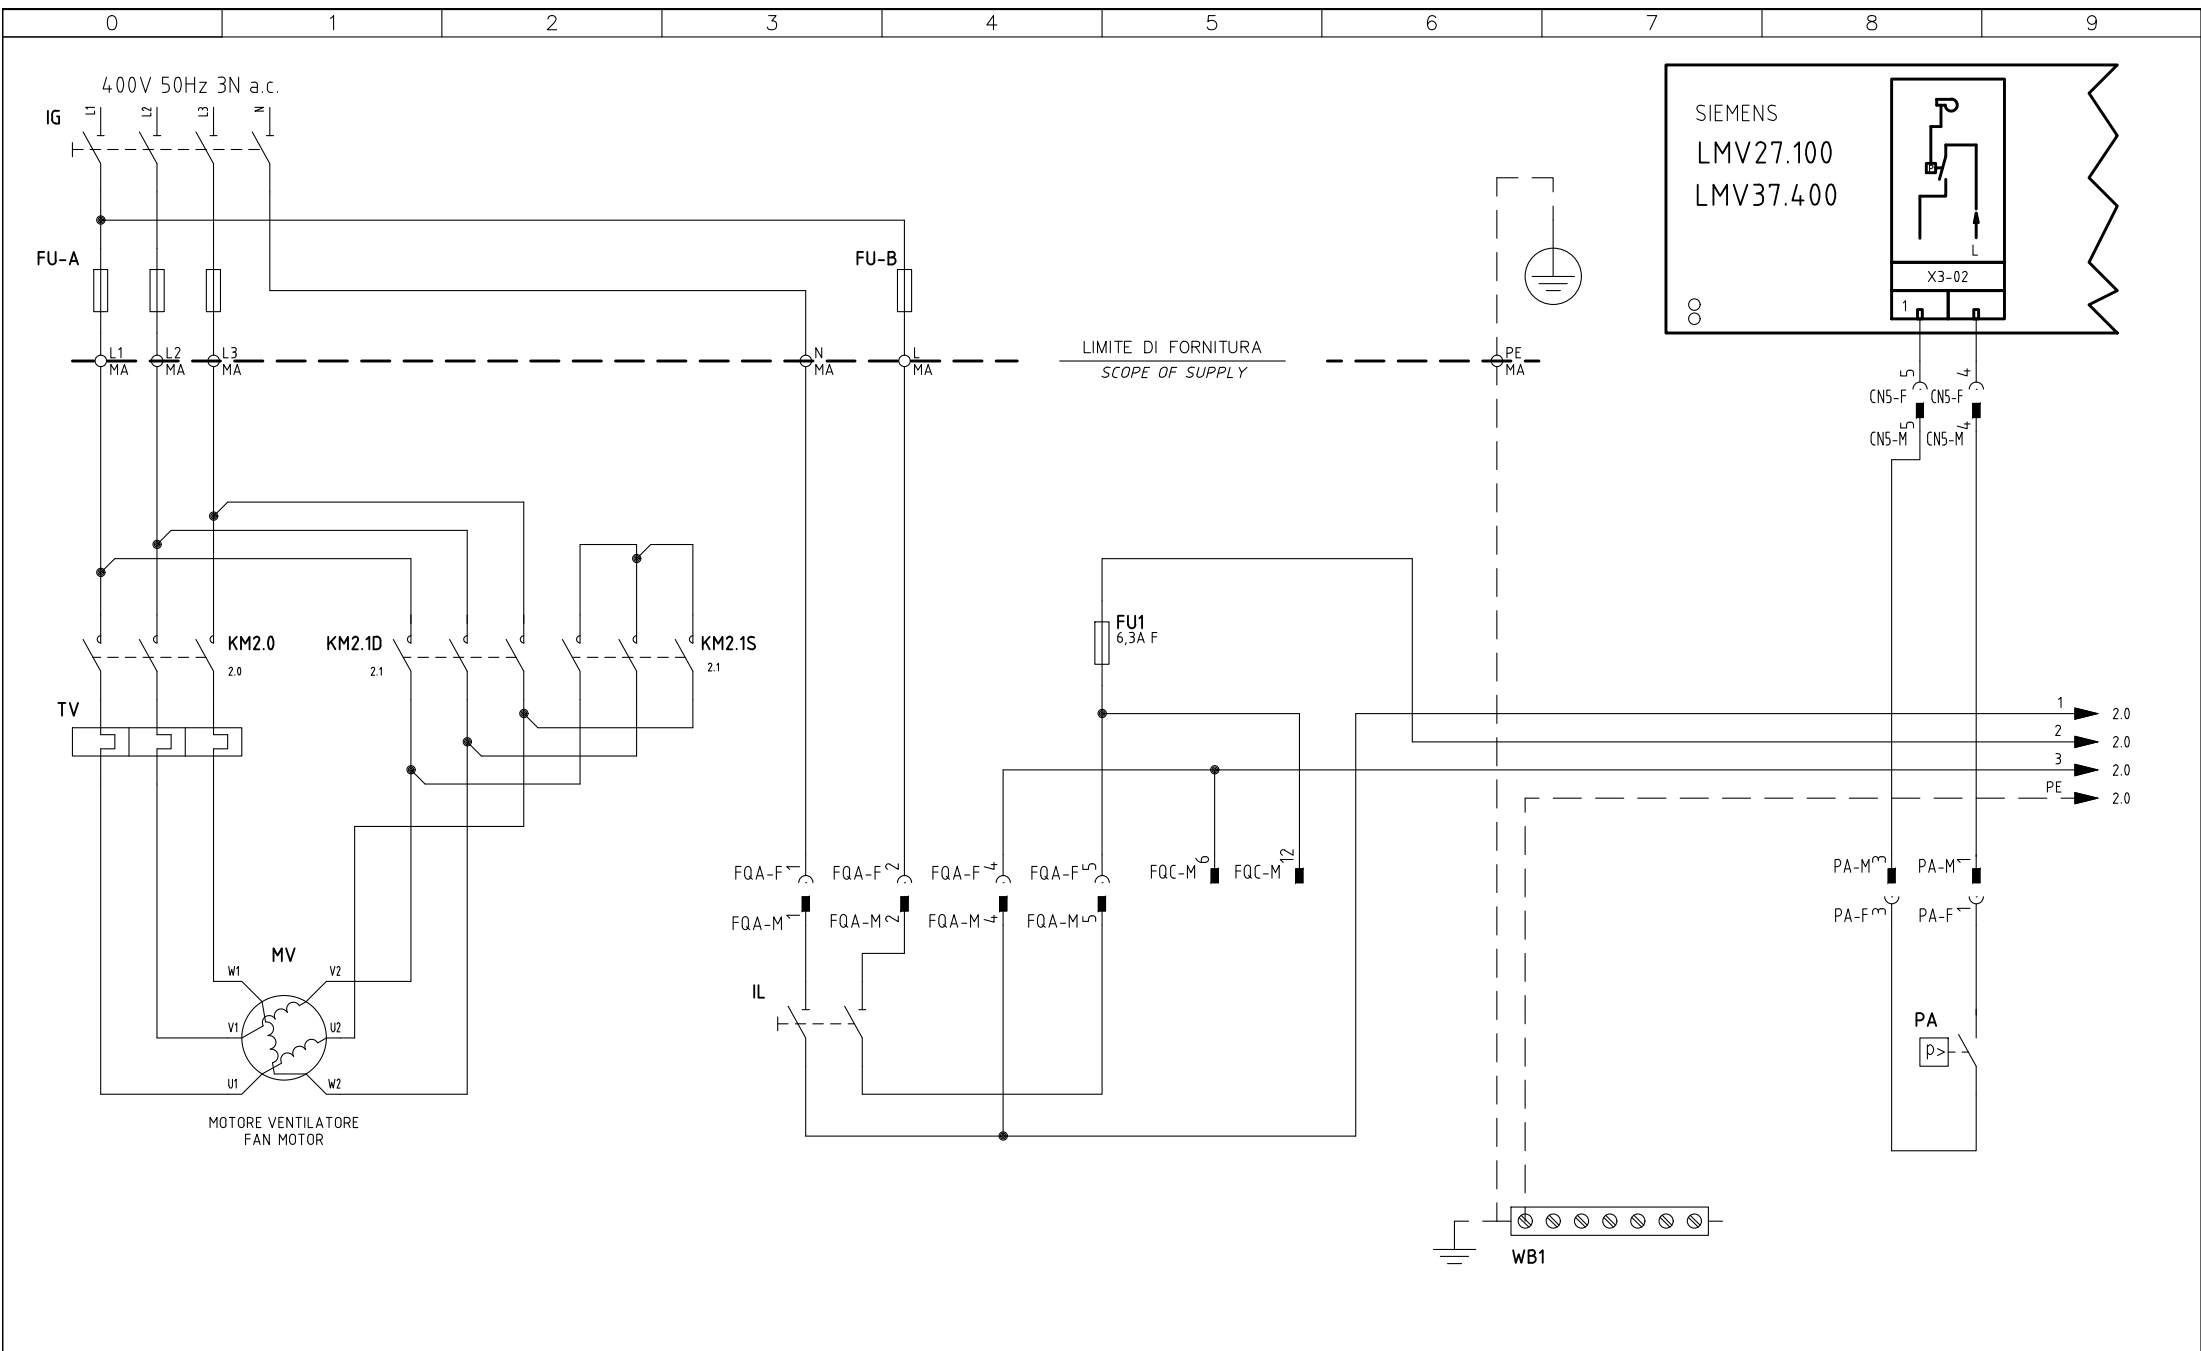 0 1 2 3 4 5 6 7 8 9
400V 50Hz 3N a.c.
IG
L1 L2 L3 N
SIEMENS
LMV27.100
LMV37.400
P
L
X3-02
1
FU-A
FU-B
L1 L2 L3 N L PE
MA MA MA MA MA MA
LIMITE DI FORNITURA
SCOPE OF SUPPLY
5 4
CN5-F CN5-F
5 4
CN5-M CN5-M
FU1
6,3A F
KM2.0
2.0
KM2.1D
2.1
KM2.1S
2.1
TV
1 2.0
2 2.0
3 2.0
PE 2.0
FQA-F 1 FQA-F 2 FQA-F 4 FQA-F 5 FQC-M 6 FQC-M 12 PA-M 3 PA-M 1
FQA-M 1 FQA-M 2 FQA-M 4 FQA-M 5 PA-F 3 PA-F 1
MV
W1 V2
V1 U2
U1 W2
MOTORE VENTILATORE
FAN MOTOR
IL
PA
p>
WB1